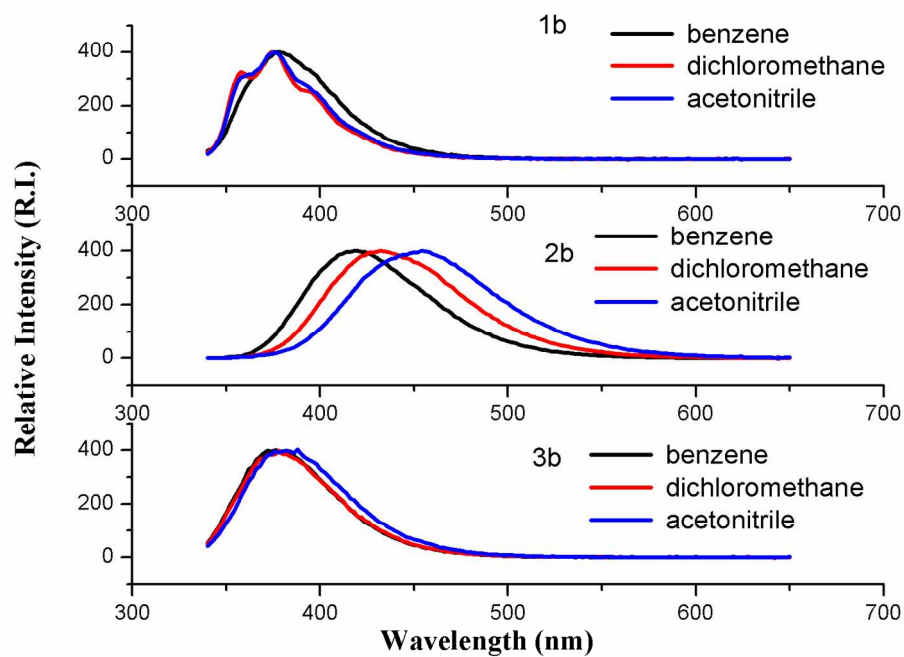 1b
benzene
dichloromethane
acetonitrile
400
200
0
300 400 500 600 700
2b
benzene
dichloromethane
acetonitrile
400
200
0
300 400 500 600 700
3b
benzene
dichloromethane
acetonitrile
400
200
0
300 400 500 600 700
Relative Intensity (R.I.)
Wavelength (nm)